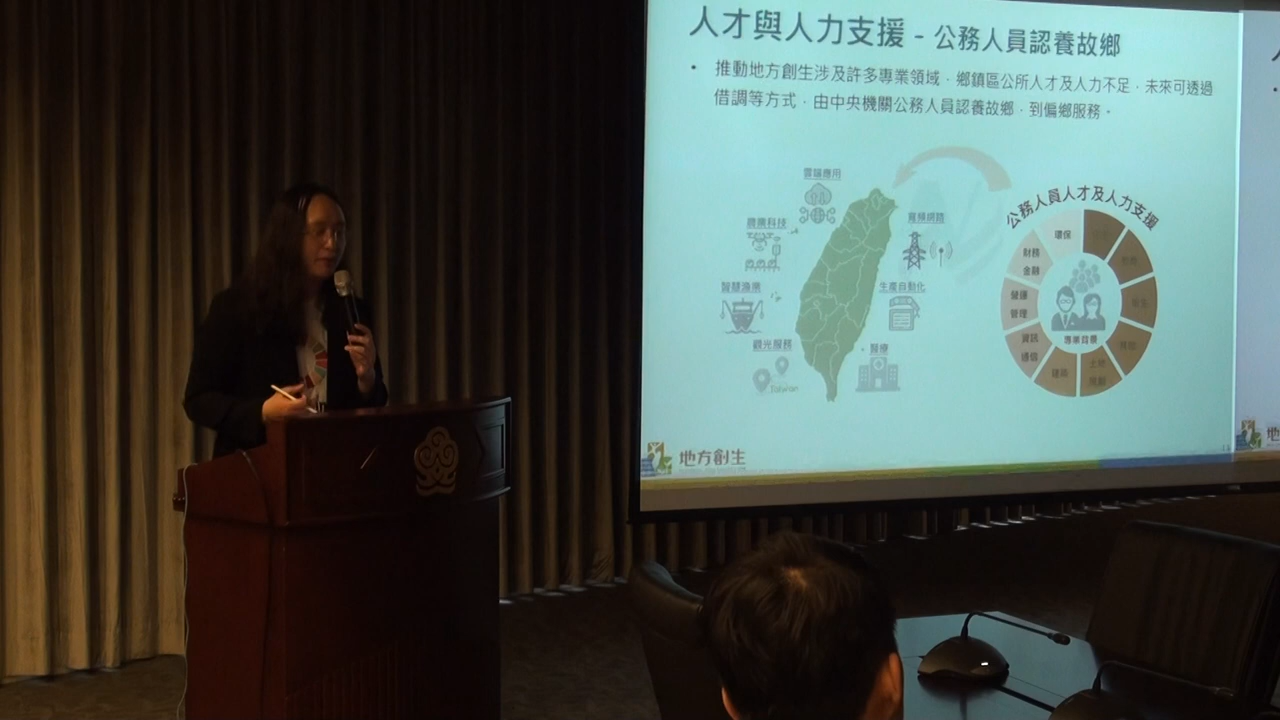 人才與人力支援 - 公務人員認養故鄉
• 推動地方創生涉及許多專業領域，鄉鎮區公所人才及人力不足，未來可透過
借調等方式，由中央機關公務人員認養故鄉，到偏鄉服務。
雲端應用
農業科技
寬頻網路
智慧漁業
生產自動化
觀光服務
醫療
Taiwan
公務人員人才及人力支援
環保
財務
金融
營運
管理
資訊
通信
建築
土地
規劃
專業背景
地方創生
地